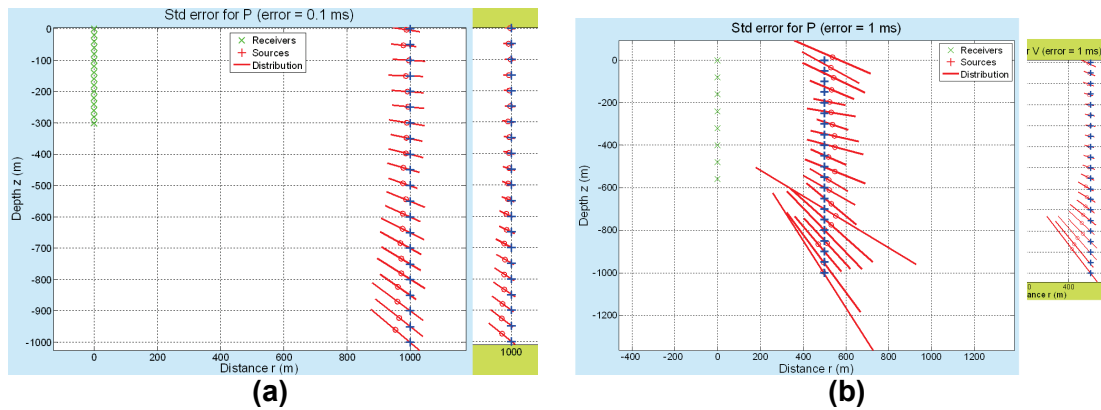 Std error for P (error = 0.1 ms)
Receivers
Sources
Distribution
Depth z (m)
0
-100
-200
-300
-400
-500
-600
-700
-800
-900
-1000
0
200
400
600
800
1000
Distance r (m)
1000
(a)
Std error for P (error = 1 ms)
Receivers
Sources
Distribution
Depth z (m)
0
-200
-400
-600
-800
-1000
-1200
-400
-200
0
200
400
600
800
1000
1200
Distance r (m)
r V (error = 1 ms)
0
400
ance r (m)
(b)